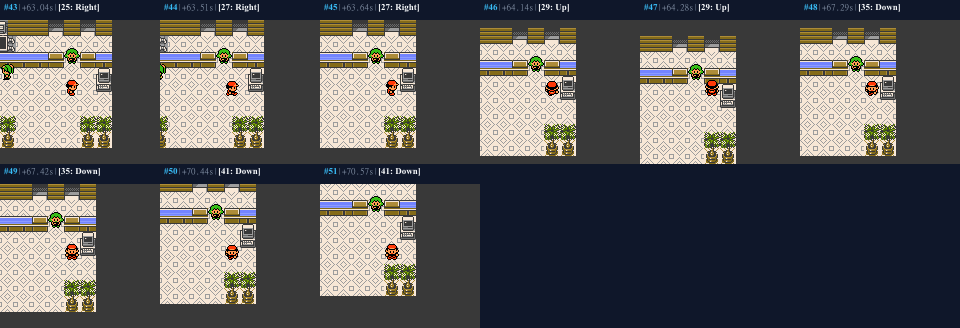 #43|+63.04s| [25: Right]
#44|+63.51s| [27: Right]
#45|+63.64s| [27: Right]
#46|+64.14s| [29: Up]
#47|+64.28s| [29: Up]
#48|+67.29s| [35: Down]
#49|+67.42s| [35: Down]
#50|+70.44s| [41: Down]
#51|+70.57s| [41: Down]